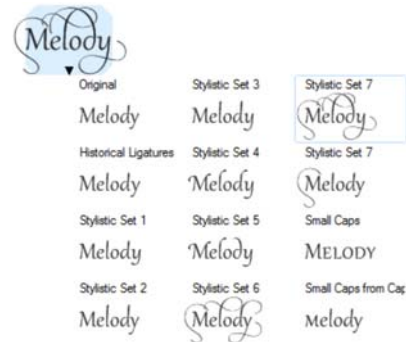 Melody
Original Stylistic Set 3 Stylistic Set 7
Melody Melody Melody
Historical Ligatures Stylistic Set 4 Stylistic Set 7
Melody Melody Melody
Stylistic Set 1 Stylistic Set 5 Small Caps
Melody Melody MELODY
Stylistic Set 2 Stylistic Set 6 Small Caps from Cap
Melody Melody Melody